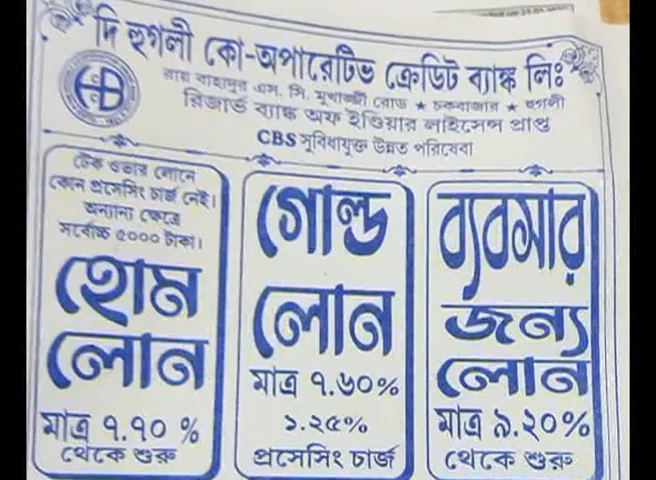 দি হুগলী কো-অপারেটিভ ক্রেডিট ব্যাঙ্ক লিঃ
রায় বাহাদুর এস. সি. মুখার্জী রোড ★ চকবাজার ★ হুগলী
রিজার্ভ ব্যাঙ্ক অফ ইণ্ডিয়ার লাইসেন্স প্রাপ্ত
CBS সুবিধাযুক্ত উন্নত পরিষেবা
টেক ওভার লোনে
কোন প্রসেসিং চার্জ নেই।
অন্যান্য ক্ষেত্রে
সর্বোচ্চ ৫০০০ টাকা।
হোম
লোন
মাত্র ৭.৭০ %
থেকে শুরু
গোল্ড
লোন
মাত্র ৭.৬০%
১.২৫%
প্রসেসিং চার্জ
ব্যবসার
জন্য
লোন
মাত্র ৯.২০%
থেকে শুরু